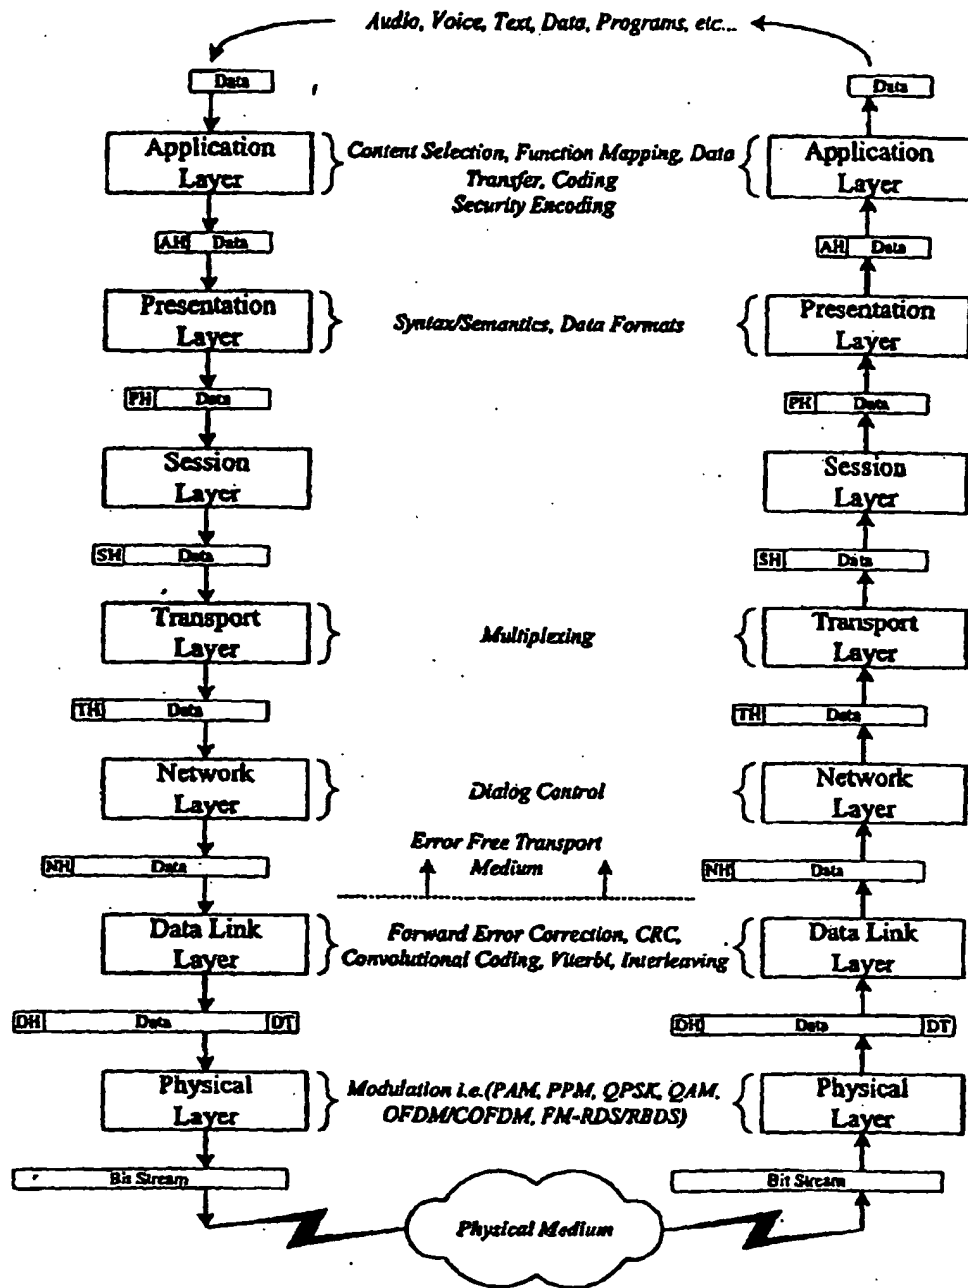 Audio, Voice, Text, Data, Programs, etc...
Data
Data
Application
Layer
Content Selection, Function Mapping, Data
Transfer, Coding
Security Encoding
Application
Layer
AH Data
AH Data
Presentation
Layer
Syntax/Semantics, Data Formats
Presentation
Layer
PH Data
PH Data
Session
Layer
Session
Layer
SH Data
SH Data
Transport
Layer
Multiplexing
Transport
Layer
TH Data
TH Data
Network
Layer
Dialog Control
Network
Layer
Error Free Transport
Medium
NH Data
NH Data
Data Link
Layer
Forward Error Correction, CRC,
Convolutional Coding, Viterbi, Interleaving
Data Link
Layer
DH Data DT
DH Data DT
Physical
Layer
Modulation i.e.(PAM, PPM, QPSK, QAM,
OFDM/COFDM, FM-RDS/RBDS)
Physical
Layer
Bit Stream
Bit Stream
Physical Medium